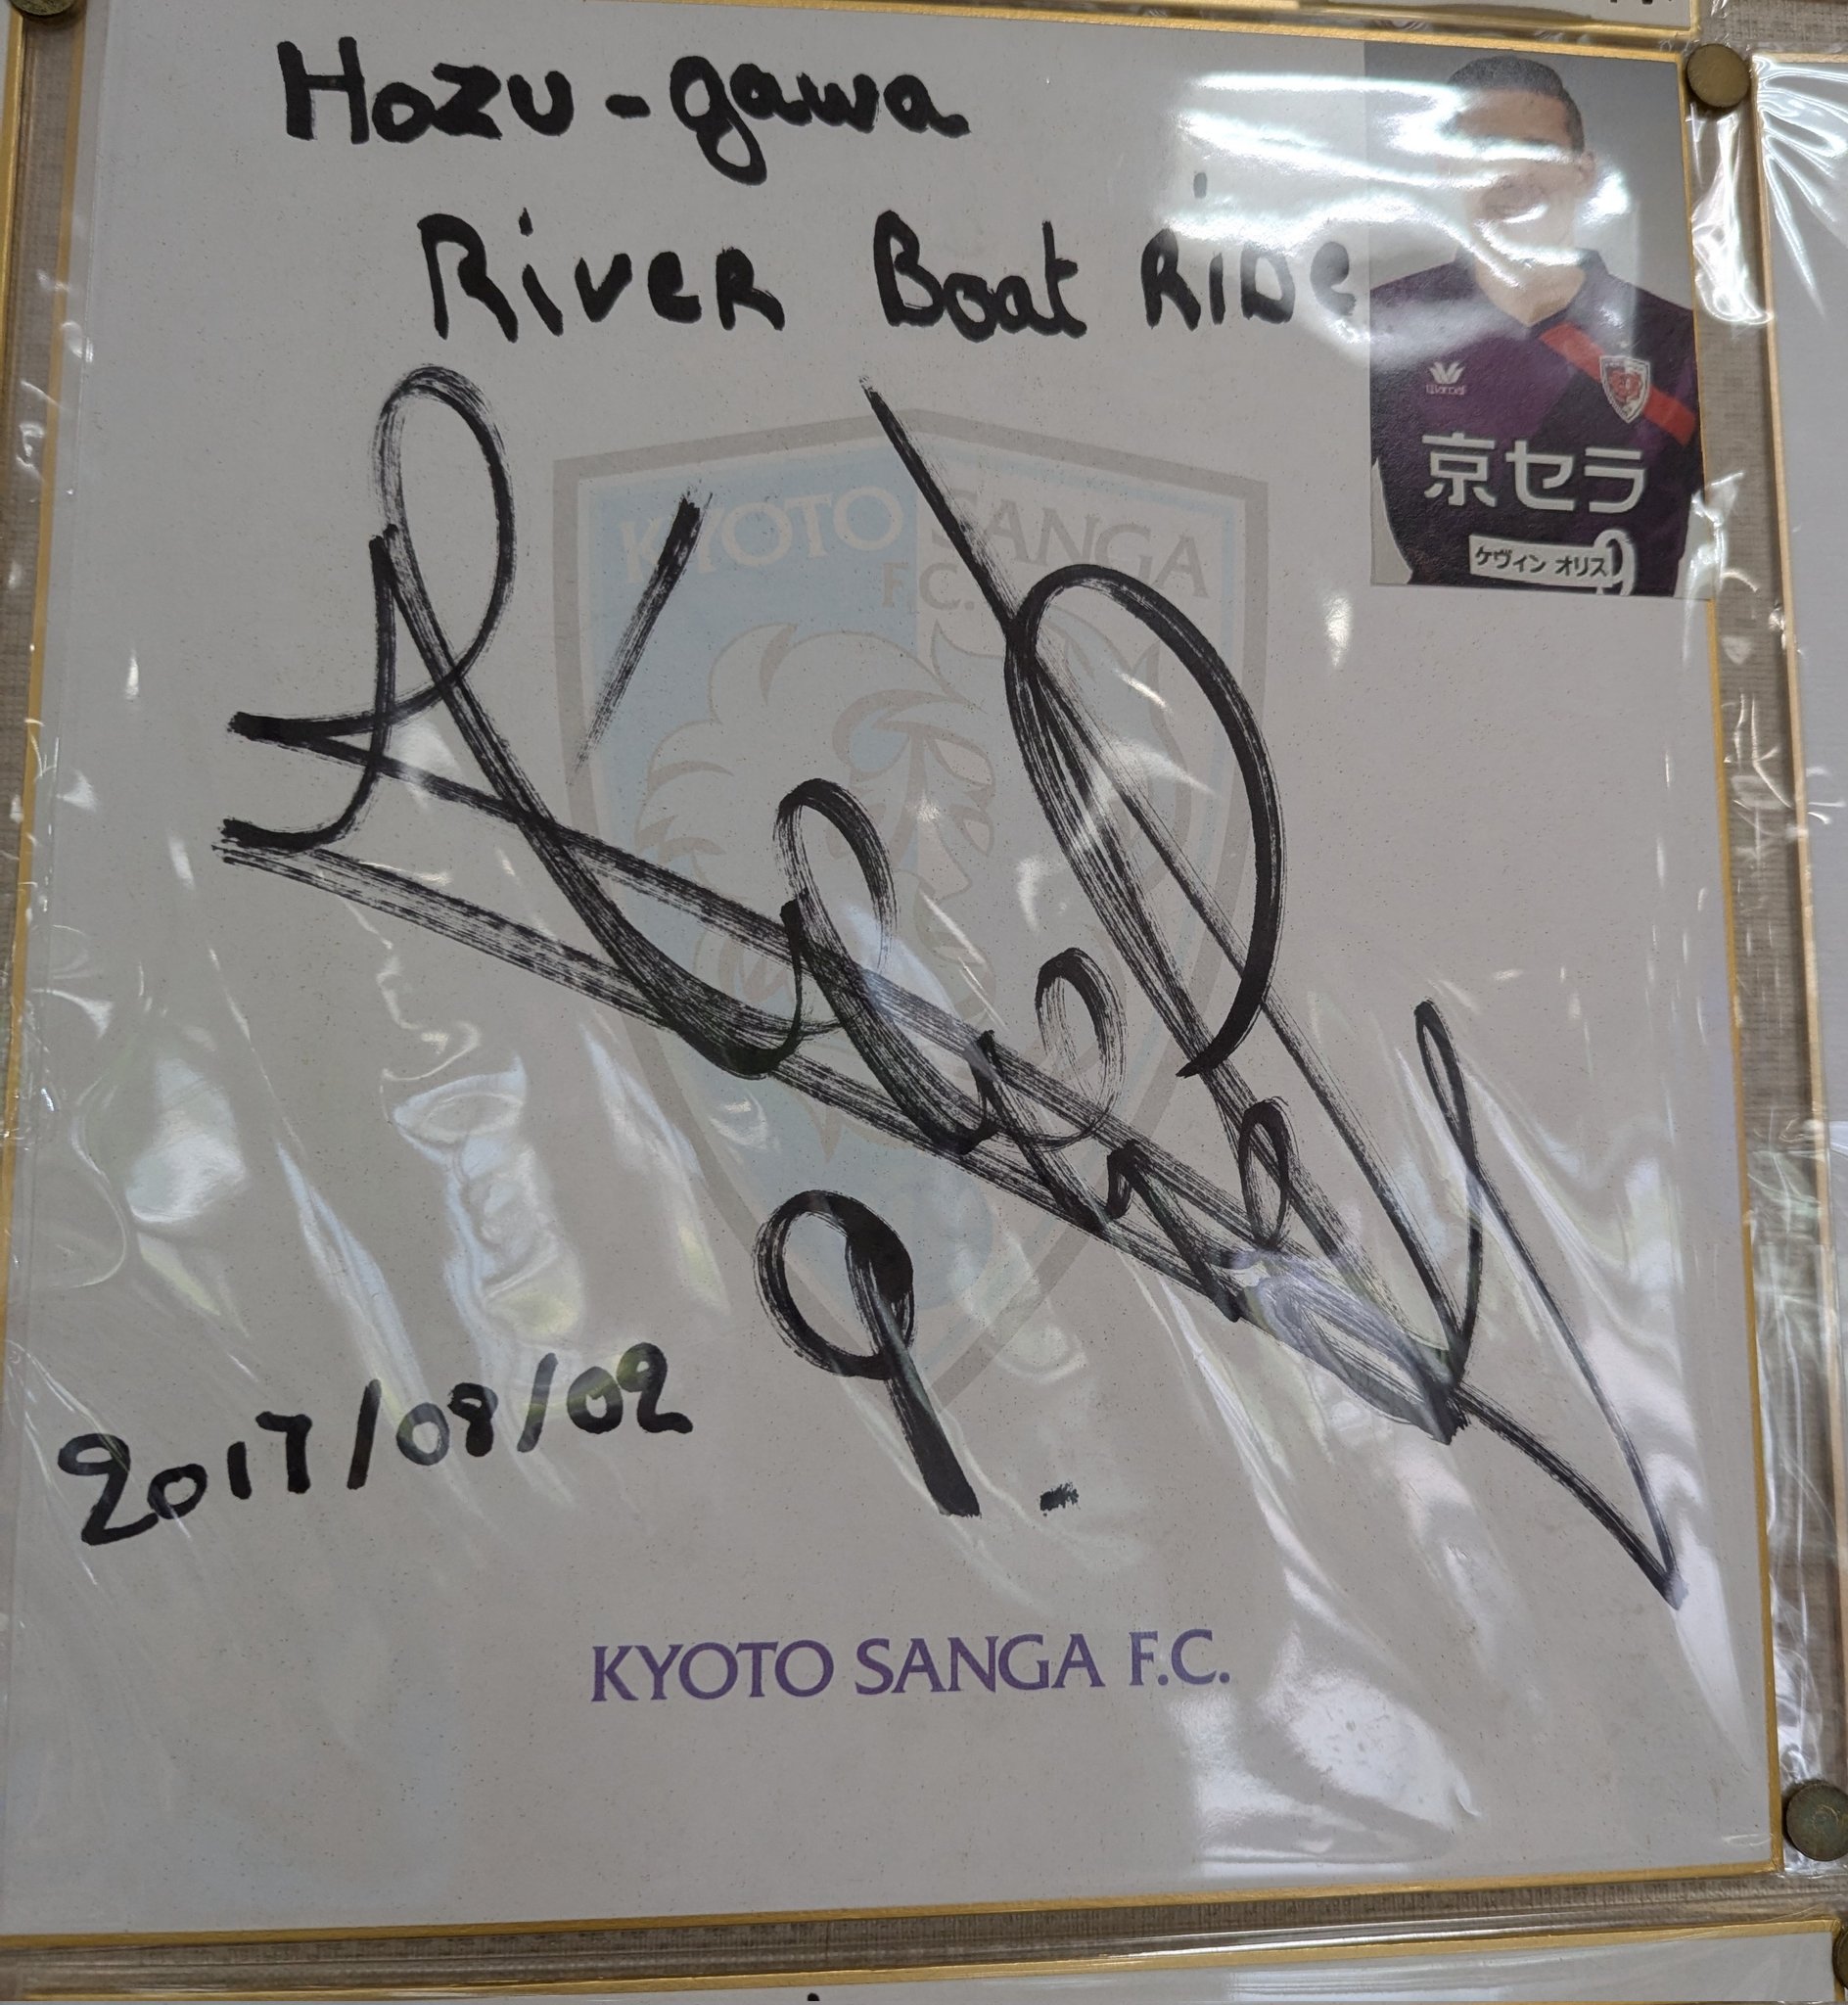 Hozu-gawa
River Boat Ride
KYOTO SANGA
F.C.
京セラ
ケヴィン オリス
9
2017/08/02
KYOTO SANGA F.C.